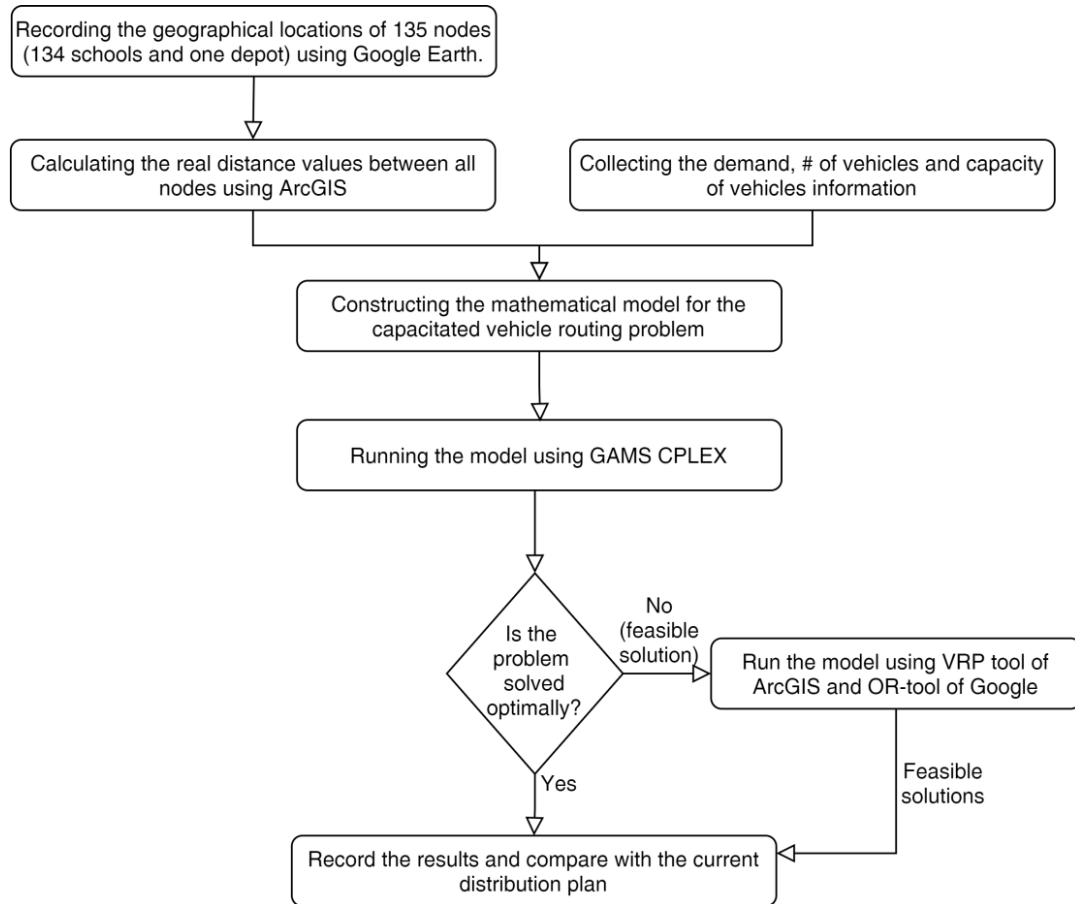 Recording the geographical locations of 135 nodes
(134 schools and one depot) using Google Earth.
Calculating the real distance values between all
nodes using ArcGIS
Collecting the demand, # of vehicles and capacity
of vehicles information
Constructing the mathematical model for the
capacitated vehicle routing problem
Running the model using GAMS CPLEX
Is the
problem
solved
optimally?
No
(feasible
solution)
Run the model using VRP tool of
ArcGIS and OR-tool of Google
Yes
Feasible
solutions
Record the results and compare with the current
distribution plan